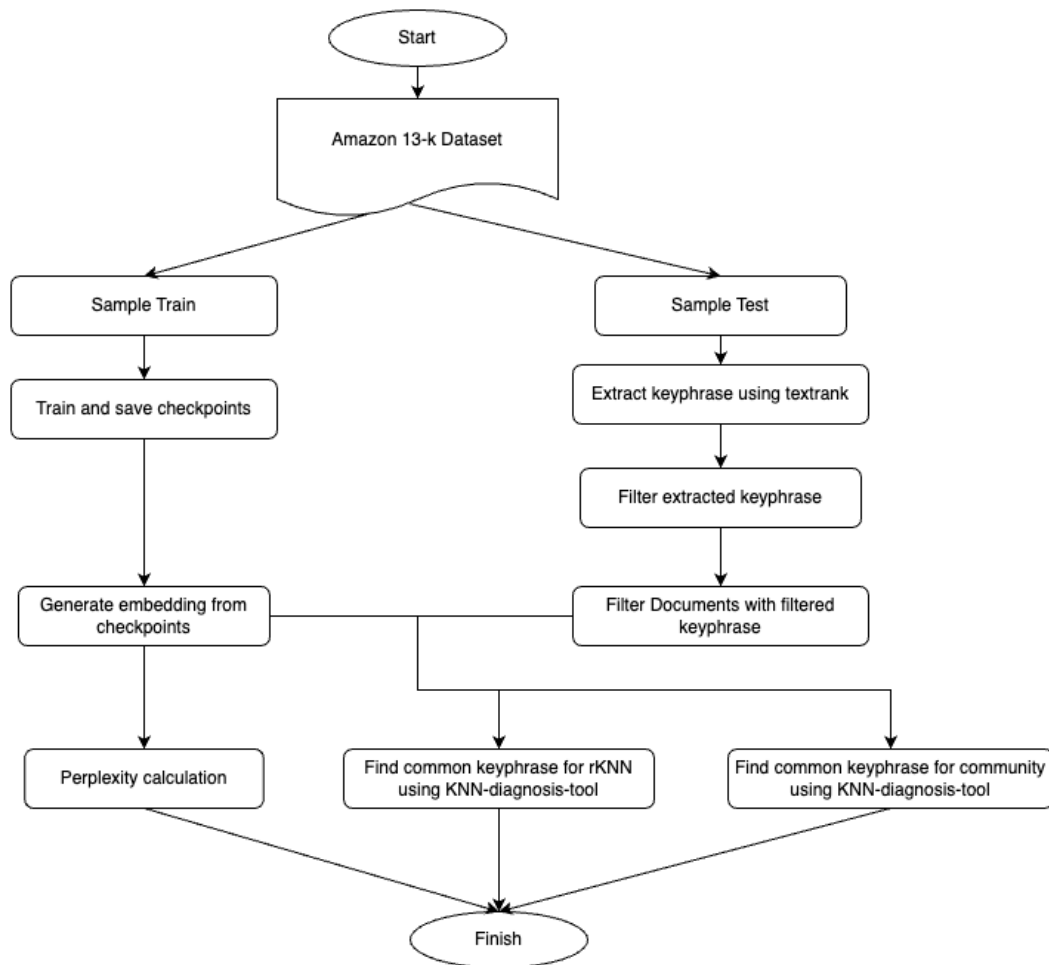 Start
Amazon 13-k Dataset
Sample Train
Sample Test
Train and save checkpoints
Extract keyphrase using textrank
Filter extracted keyphrase
Generate embedding from
checkpoints
Filter Documents with filtered
keyphrase
Perplexity calculation
Find common keyphrase for rKNN
using KNN-diagnosis-tool
Find common keyphrase for community
using KNN-diagnosis-tool
Finish